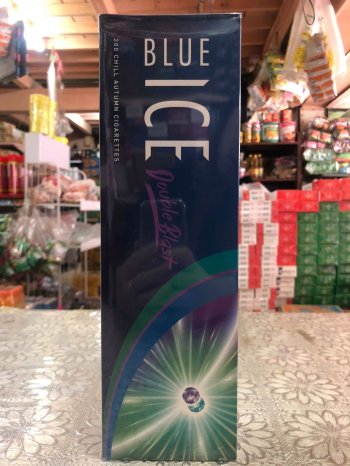 BLUE
ICE
Double Blast
200 CHILL AUTUMN CIGARETTES